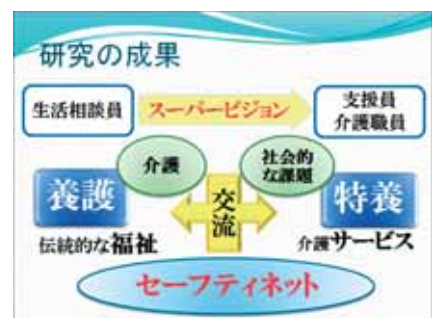 研究の成果
生活相談員
スーパービジョン
支援員
介護職員
介護
社会的
な課題
養護
交流
特養
伝統的な福祉
介護サービス
セーフティネット